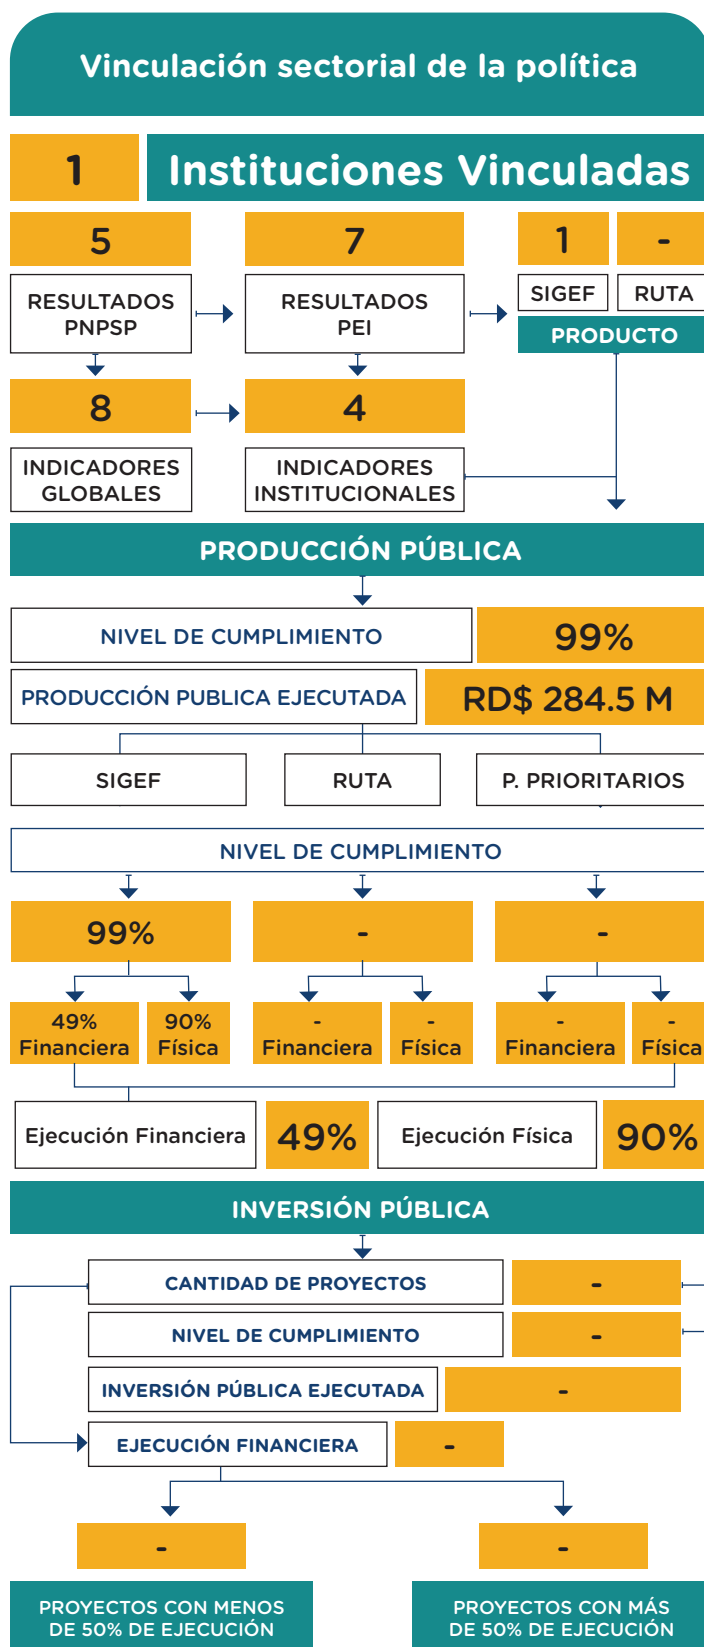 Vinculación sectorial de la política
1 Instituciones Vinculadas
5 7 1 -
RESULTADOS
PNPSP
RESULTADOS
PEI
SIGEF RUTA
PRODUCTO
8 4
INDICADORES
GLOBALES
INDICADORES
INSTITUCIONALES
PRODUCCIÓN PÚBLICA
NIVEL DE CUMPLIMIENTO 99%
PRODUCCIÓN PUBLICA EJECUTADA RD$ 284.5 M
SIGEF RUTA P. PRIORITARIOS
NIVEL DE CUMPLIMIENTO
99% - -
49%
Financiera
90%
Física
-
Financiera
-
Física
-
Financiera
-
Física
Ejecución Financiera 49% Ejecución Física 90%
INVERSIÓN PÚBLICA
CANTIDAD DE PROYECTOS -
NIVEL DE CUMPLIMIENTO -
INVERSIÓN PÚBLICA EJECUTADA -
EJECUCIÓN FINANCIERA -
- -
PROYECTOS CON MENOS
DE 50% DE EJECUCIÓN
PROYECTOS CON MÁS
DE 50% DE EJECUCIÓN